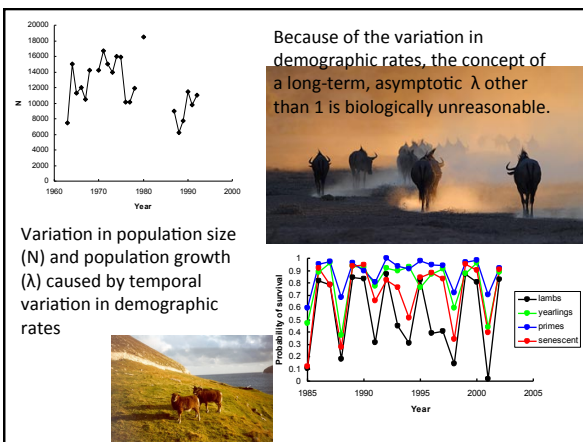 20000
18000
16000
14000
12000
10000
8000
6000
4000
2000
0
N
1960 1970 1980 1990 2000
Year
Because of the variation in
demographic rates, the concept of
a long-term, asymptotic λ other
than 1 is biologically unreasonable.
Variation in population size
(N) and population growth
(λ) caused by temporal
variation in demographic
rates
1
0.9
0.8
0.7
0.6
0.5
0.4
0.3
0.2
0.1
0
Probability of survival
1985 1990 1995 2000 2005
Year
lambs
yearlings
primes
senescent